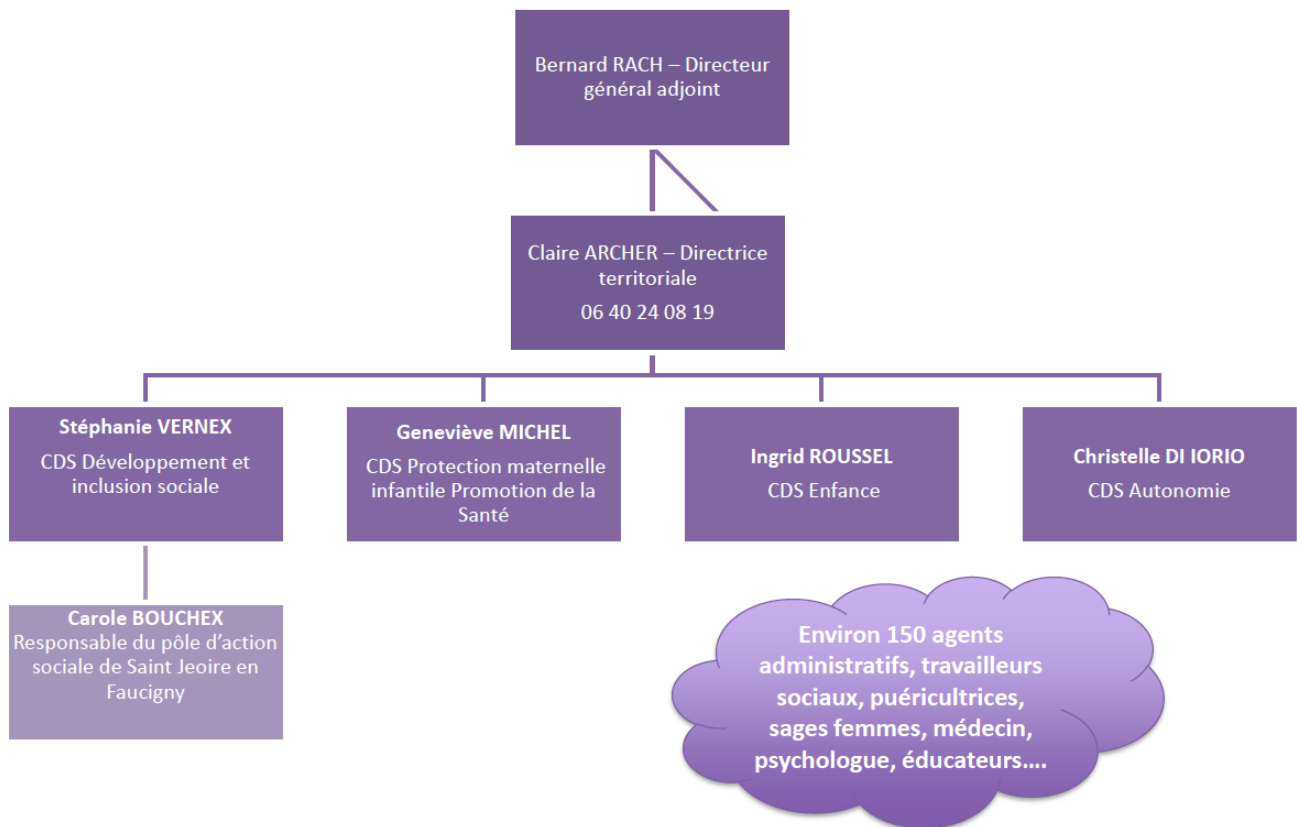 Bernard RACH – Directeur
général adjoint
Claire ARCHER – Directrice
territoriale
06 40 24 08 19
Stéphanie VERNEX
CDS Développement et
inclusion sociale
Geneviève MICHEL
CDS Protection maternelle
infantile Promotion de la
Santé
Ingrid ROUSSEL
CDS Enfance
Christelle DI IORIO
CDS Autonomie
Carole BOUCHEX
Responsable du pôle d'action
sociale de Saint Jeoire en
Faucigny
Environ 150 agents
administratifs, travailleurs
sociaux, puéricultrices,
sages femmes, médecin,
psychologue, éducateurs....